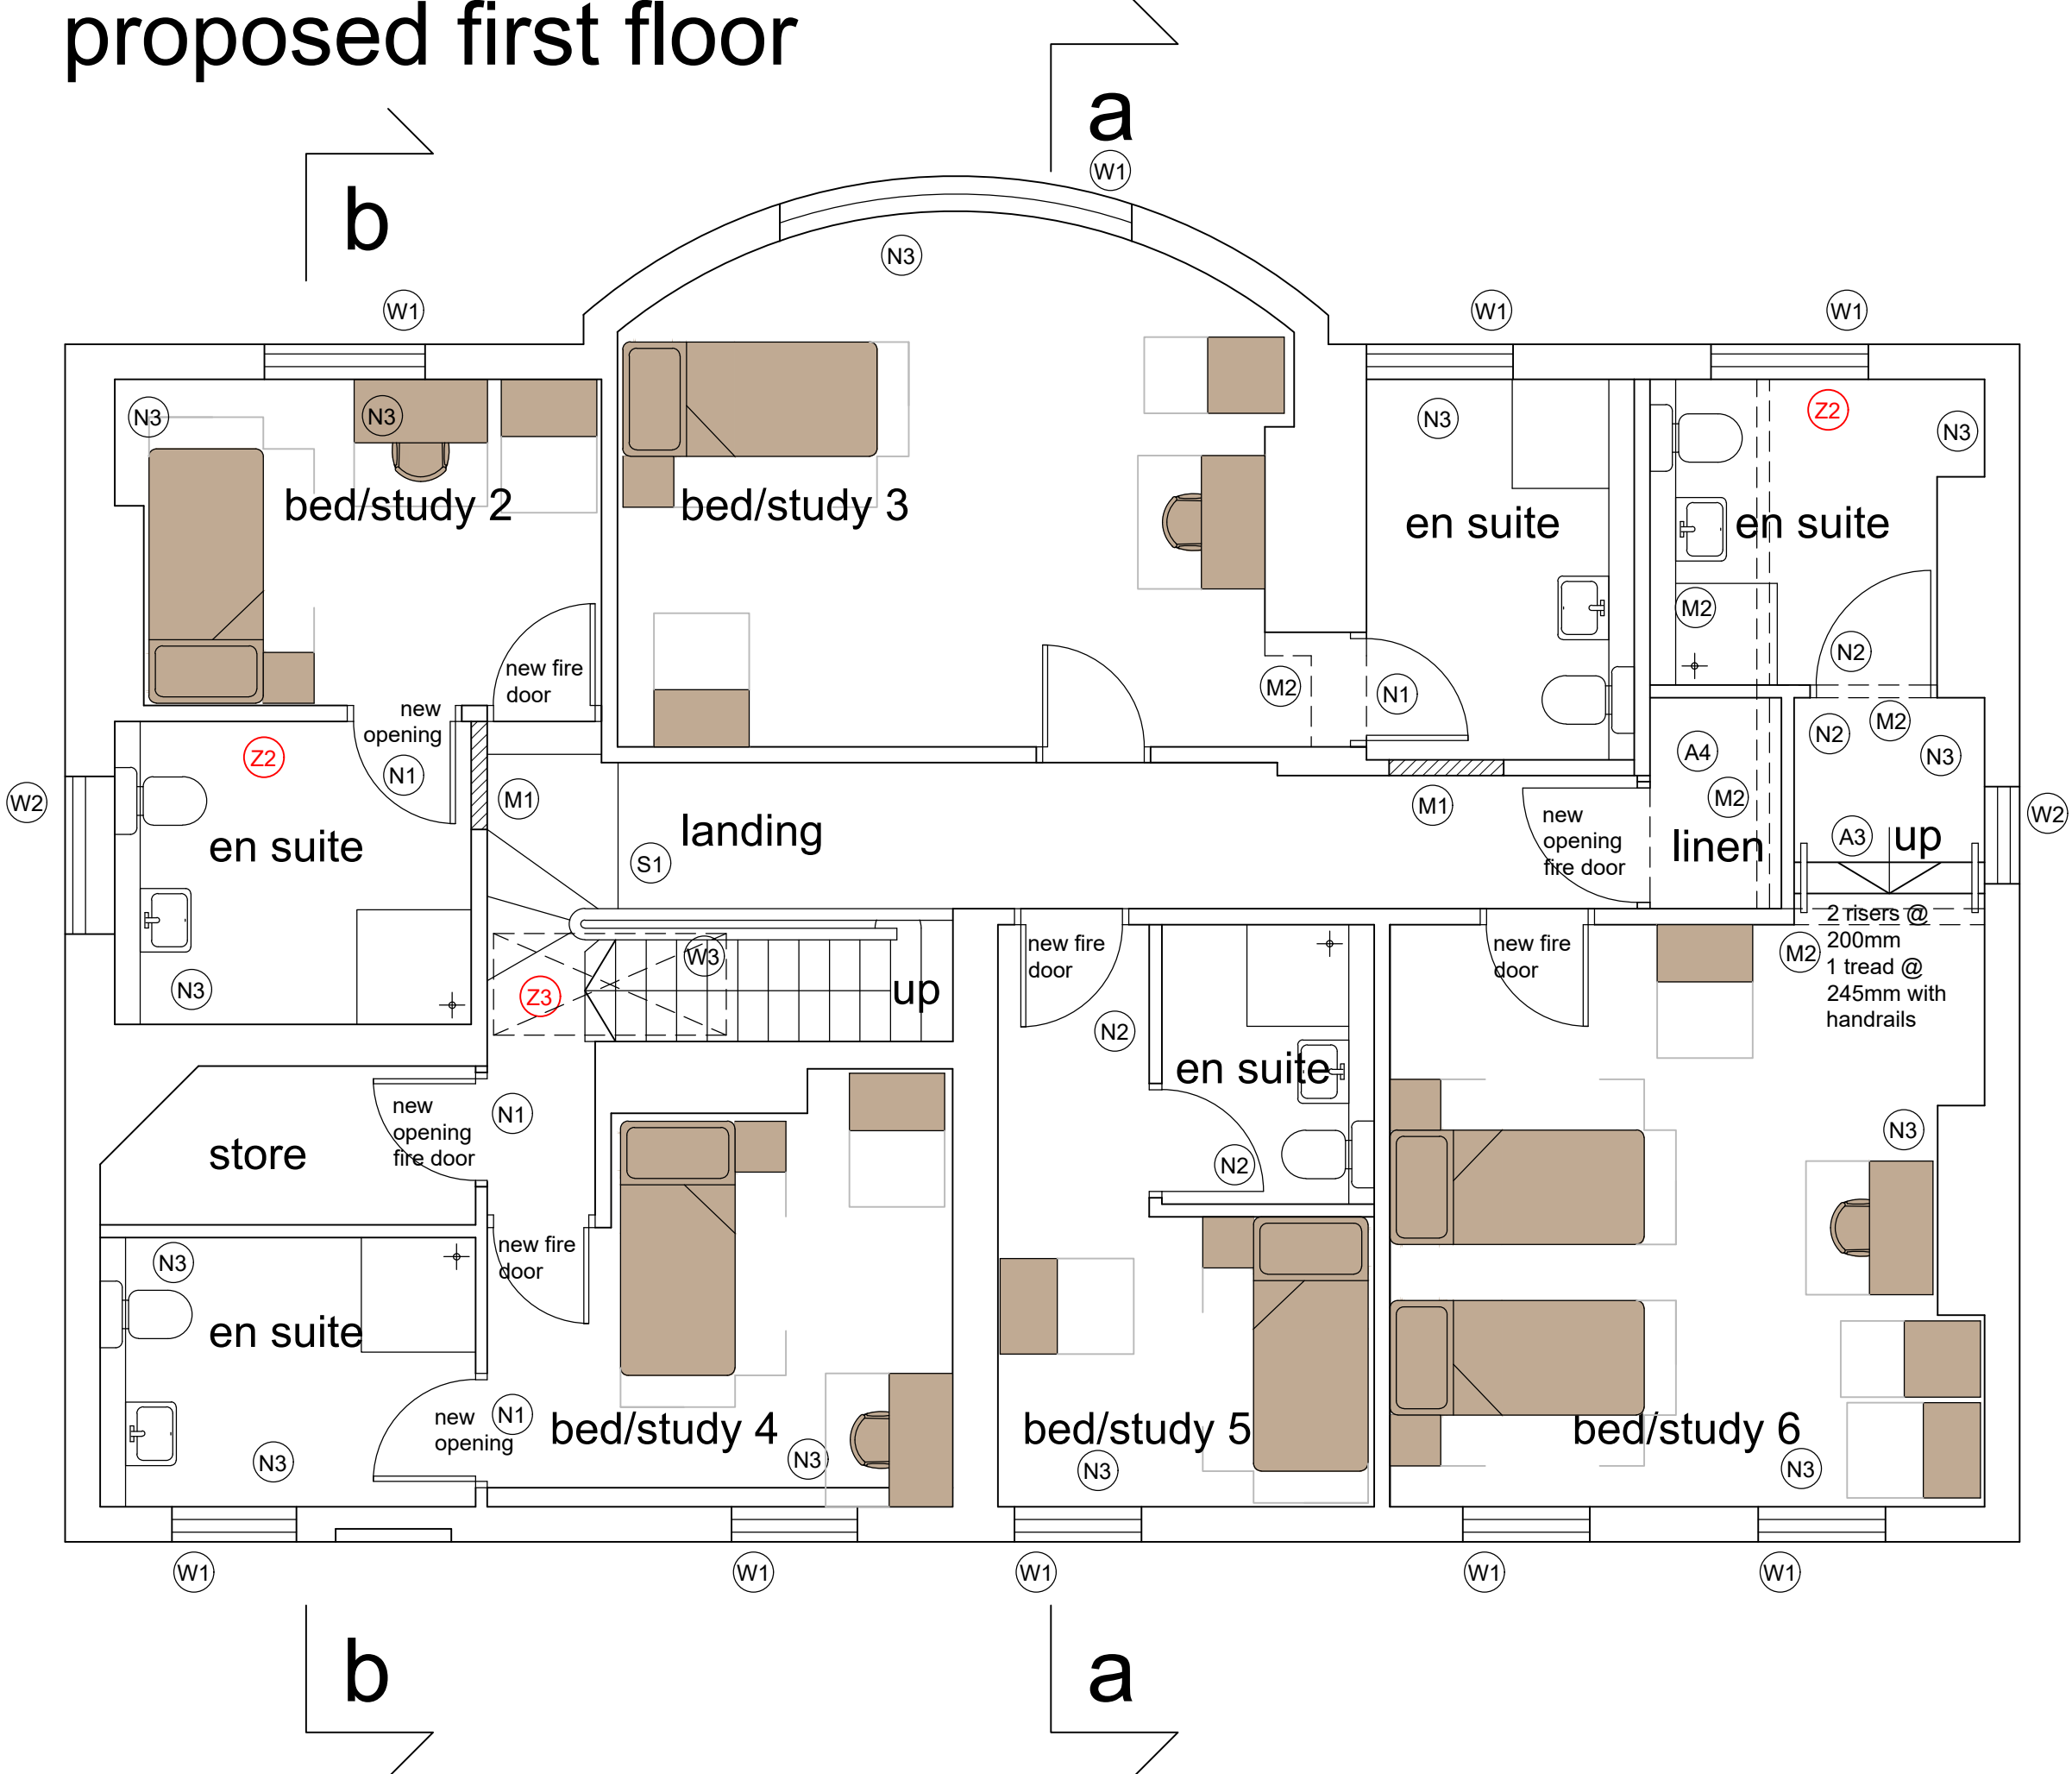 proposed first floor
a
W1
b
N3
W1
W1
W1
N3
N3
N3
Z2
N3
bed/study 2
bed/study 3
en suite
en suite
M2
new fire
door
N2
M2
N1
new
opening
N2
M2
N3
Z2
N1
A4
M2
W2
M1
M1
W2
en suite
landing
S1
new
opening
fire door
linen
A3
up
2 risers @
200mm
1 tread @
245mm with
handrails
M2
new fire
door
new fire
door
W3
N3
Z3
up
N2
en suite
new
opening
fire door
N1
store
N2
N3
new fire
door
N3
en suite
new
opening
N1
bed/study 4
bed/study 5
bed/study 6
N3
N3
N3
N3
W1
W1
W1
W1
W1
b
a